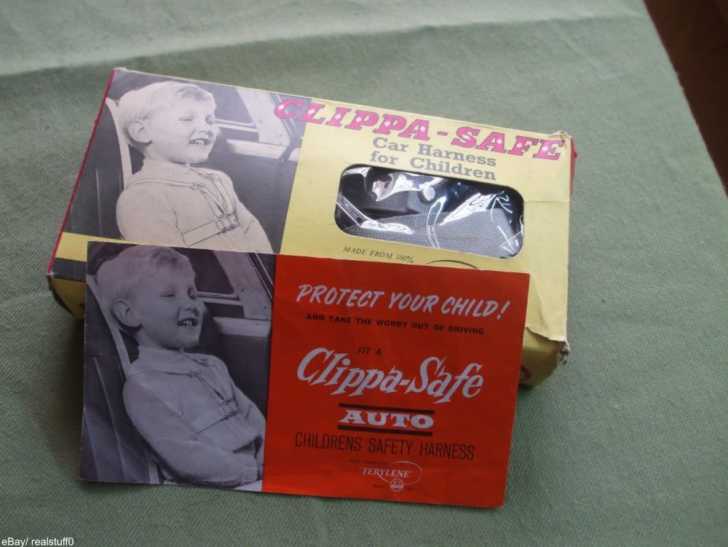 CLIPPA-SAFE
Car Harness
for Children
MADE FROM 100%
PROTECT YOUR CHILD!
AND TAKE THE WORRY OUT OF DRIVING
FIT A
Clippa-Safe
AUTO
CHILDRENS SAFETY HARNESS
TERYLENE
eBay/ realstuff0